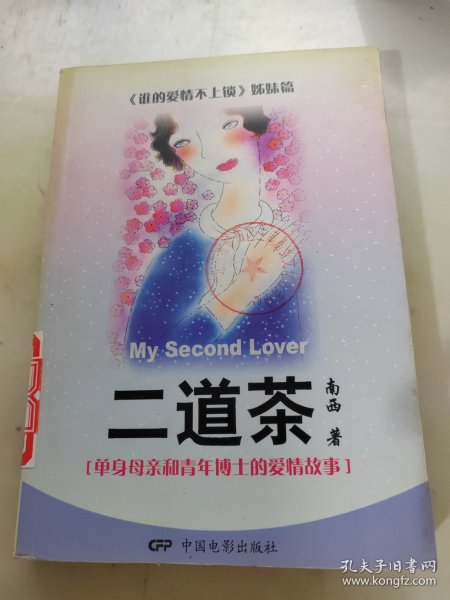 《谁的爱情不上锁》姊妹篇
My Second Lover
二道茶
南西 著
[单身母亲和青年博士的爱情故事]
CFP 中国电影出版社
孔夫子旧书网
www.kongfz.com